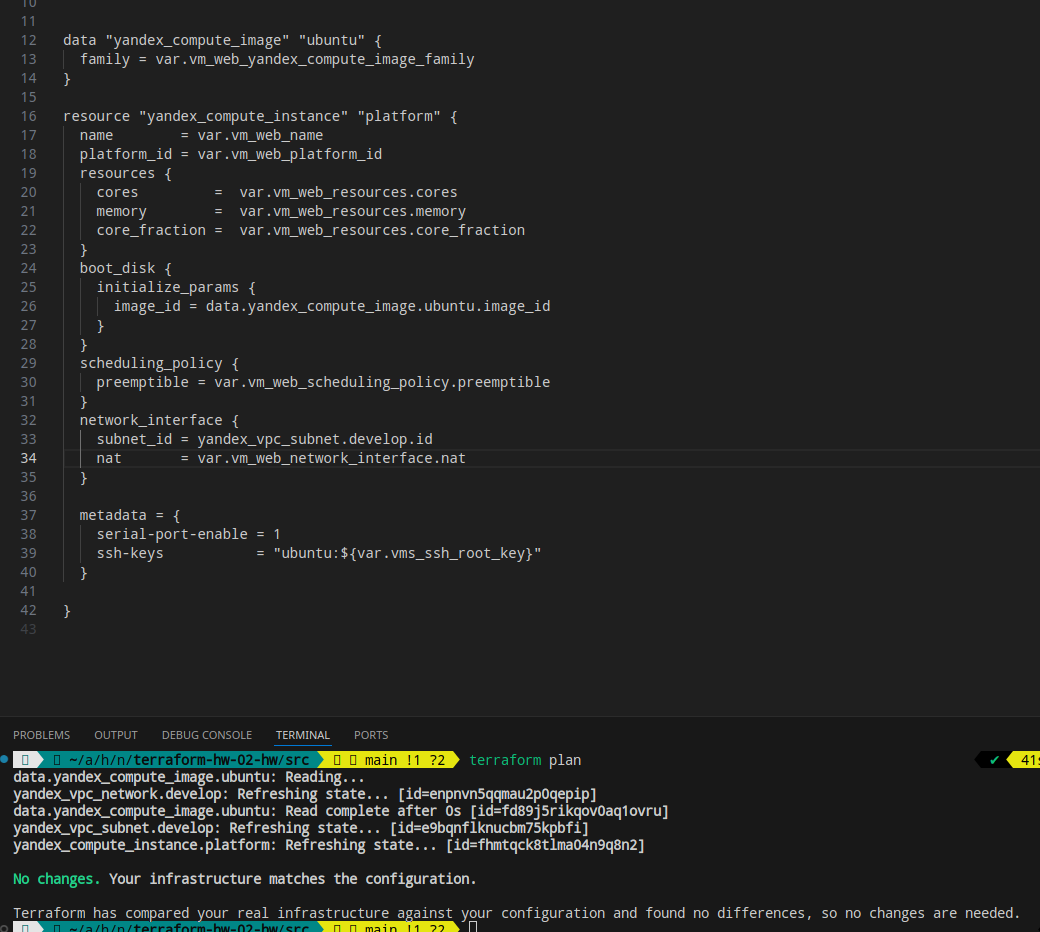 10
11
12 data "yandex_compute_image" "ubuntu" {
13 family = var.vm_web_yandex_compute_image_family
14 }
15
16 resource "yandex_compute_instance" "platform" {
17 name        = var.vm_web_name
18 platform_id = var.vm_web_platform_id
19 resources {
20 cores         =  var.vm_web_resources.cores
21 memory        =  var.vm_web_resources.memory
22 core_fraction =  var.vm_web_resources.core_fraction
23 }
24 boot_disk {
25 initialize_params {
26 image_id = data.yandex_compute_image.ubuntu.image_id
27 }
28 }
29 scheduling_policy {
30 preemptible = var.vm_web_scheduling_policy.preemptible
31 }
32 network_interface {
33 subnet_id = yandex_vpc_subnet.develop.id
34 nat       = var.vm_web_network_interface.nat
35 }
36
37 metadata = {
38 serial-port-enable = 1
39 ssh-keys           = "ubuntu:${var.vms_ssh_root_key}"
40 }
41
42 }
43
PROBLEMS OUTPUT DEBUG CONSOLE TERMINAL PORTS
~/a/h/n/terraform-hw-02-hw/src main !1 ?2 terraform plan ✔ 41s
data.yandex_compute_image.ubuntu: Reading...
yandex_vpc_network.develop: Refreshing state... [id=enpnvn5qqmau2p0qepip]
data.yandex_compute_image.ubuntu: Read complete after 0s [id=fd89j5rikqov0aq1ovru]
yandex_vpc_subnet.develop: Refreshing state... [id=e9bqnflknucbm75kpbfi]
yandex_compute_instance.platform: Refreshing state... [id=fhmtqck8tlma04n9q8n2]
No changes. Your infrastructure matches the configuration.
Terraform has compared your real infrastructure against your configuration and found no differences, so no changes are needed.
~/a/h/n/terraform-hw-02-hw/src main !1 ?2